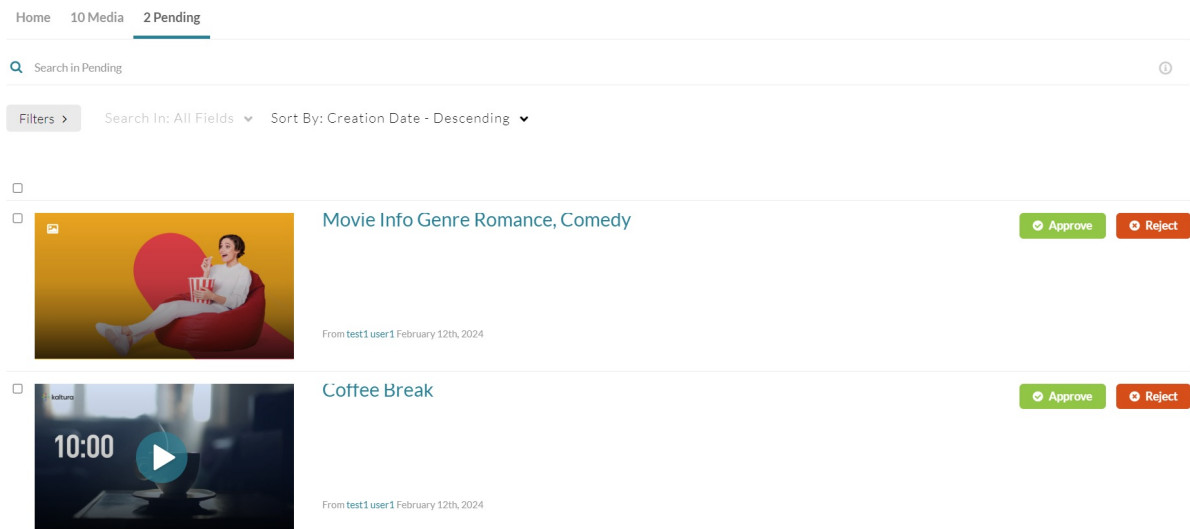 Home 10 Media 2 Pending
Search in Pending
Filters > Search In: All Fields Sort By: Creation Date - Descending
Movie Info Genre Romance, Comedy
Approve Reject
From test1 user1 February 12th, 2024
Coffee Break
Approve Reject
kaltura
10:00
From test1 user1 February 12th, 2024